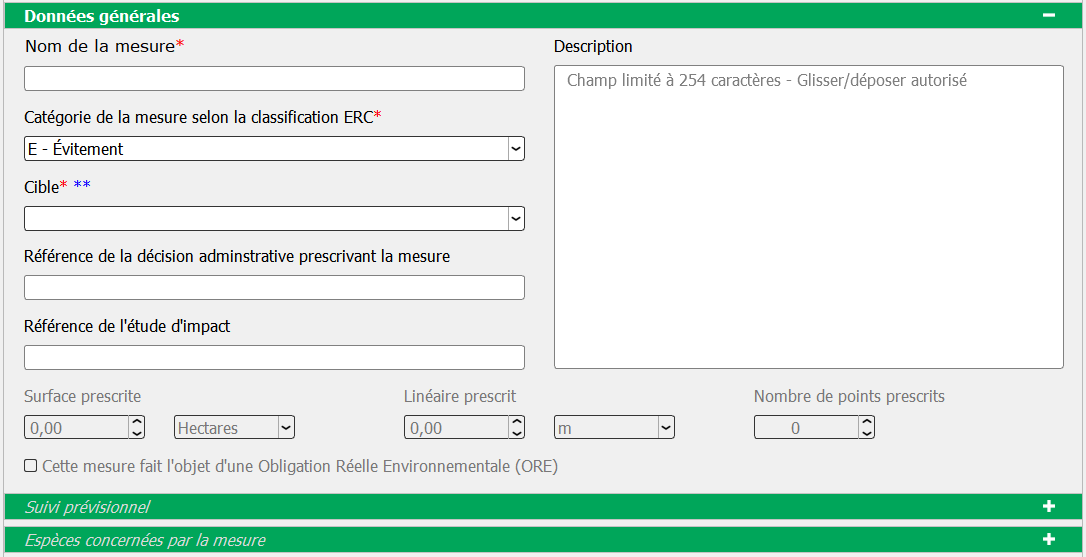 Données générales
Nom de la mesure*
Description
Champ limité à 254 caractères - Glisser/déposer autorisé
Catégorie de la mesure selon la classification ERC*
E - Évitement
Cible* **
Référence de la décision adminstrative prescrivant la mesure
Référence de l'étude d'impact
Surface prescrite
Linéaire prescrit
Nombre de points prescrits
0,00
Hectares
0,00
m
0
Cette mesure fait l'objet d'une Obligation Réelle Environnementale (ORE)
Suivi prévisionnel
Espèces concernées par la mesure